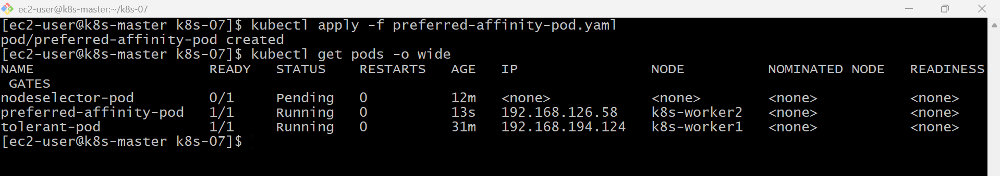 ec2-user@k8s-master:~/k8s-07
[ec2-user@k8s-master k8s-07]$ kubectl apply -f preferred-affinity-pod.yaml
pod/preferred-affinity-pod created
[ec2-user@k8s-master k8s-07]$ kubectl get pods -o wide
NAME                     READY   STATUS    RESTARTS   AGE   IP                NODE          NOMINATED NODE   READINESS
 GATES
nodeselector-pod         0/1     Pending   0          12m   <none>            <none>        <none>           <none>
preferred-affinity-pod   1/1     Running   0          13s   192.168.126.58    k8s-worker2   <none>           <none>
tolerant-pod             1/1     Running   0          31m   192.168.194.124   k8s-worker1   <none>           <none>
[ec2-user@k8s-master k8s-07]$